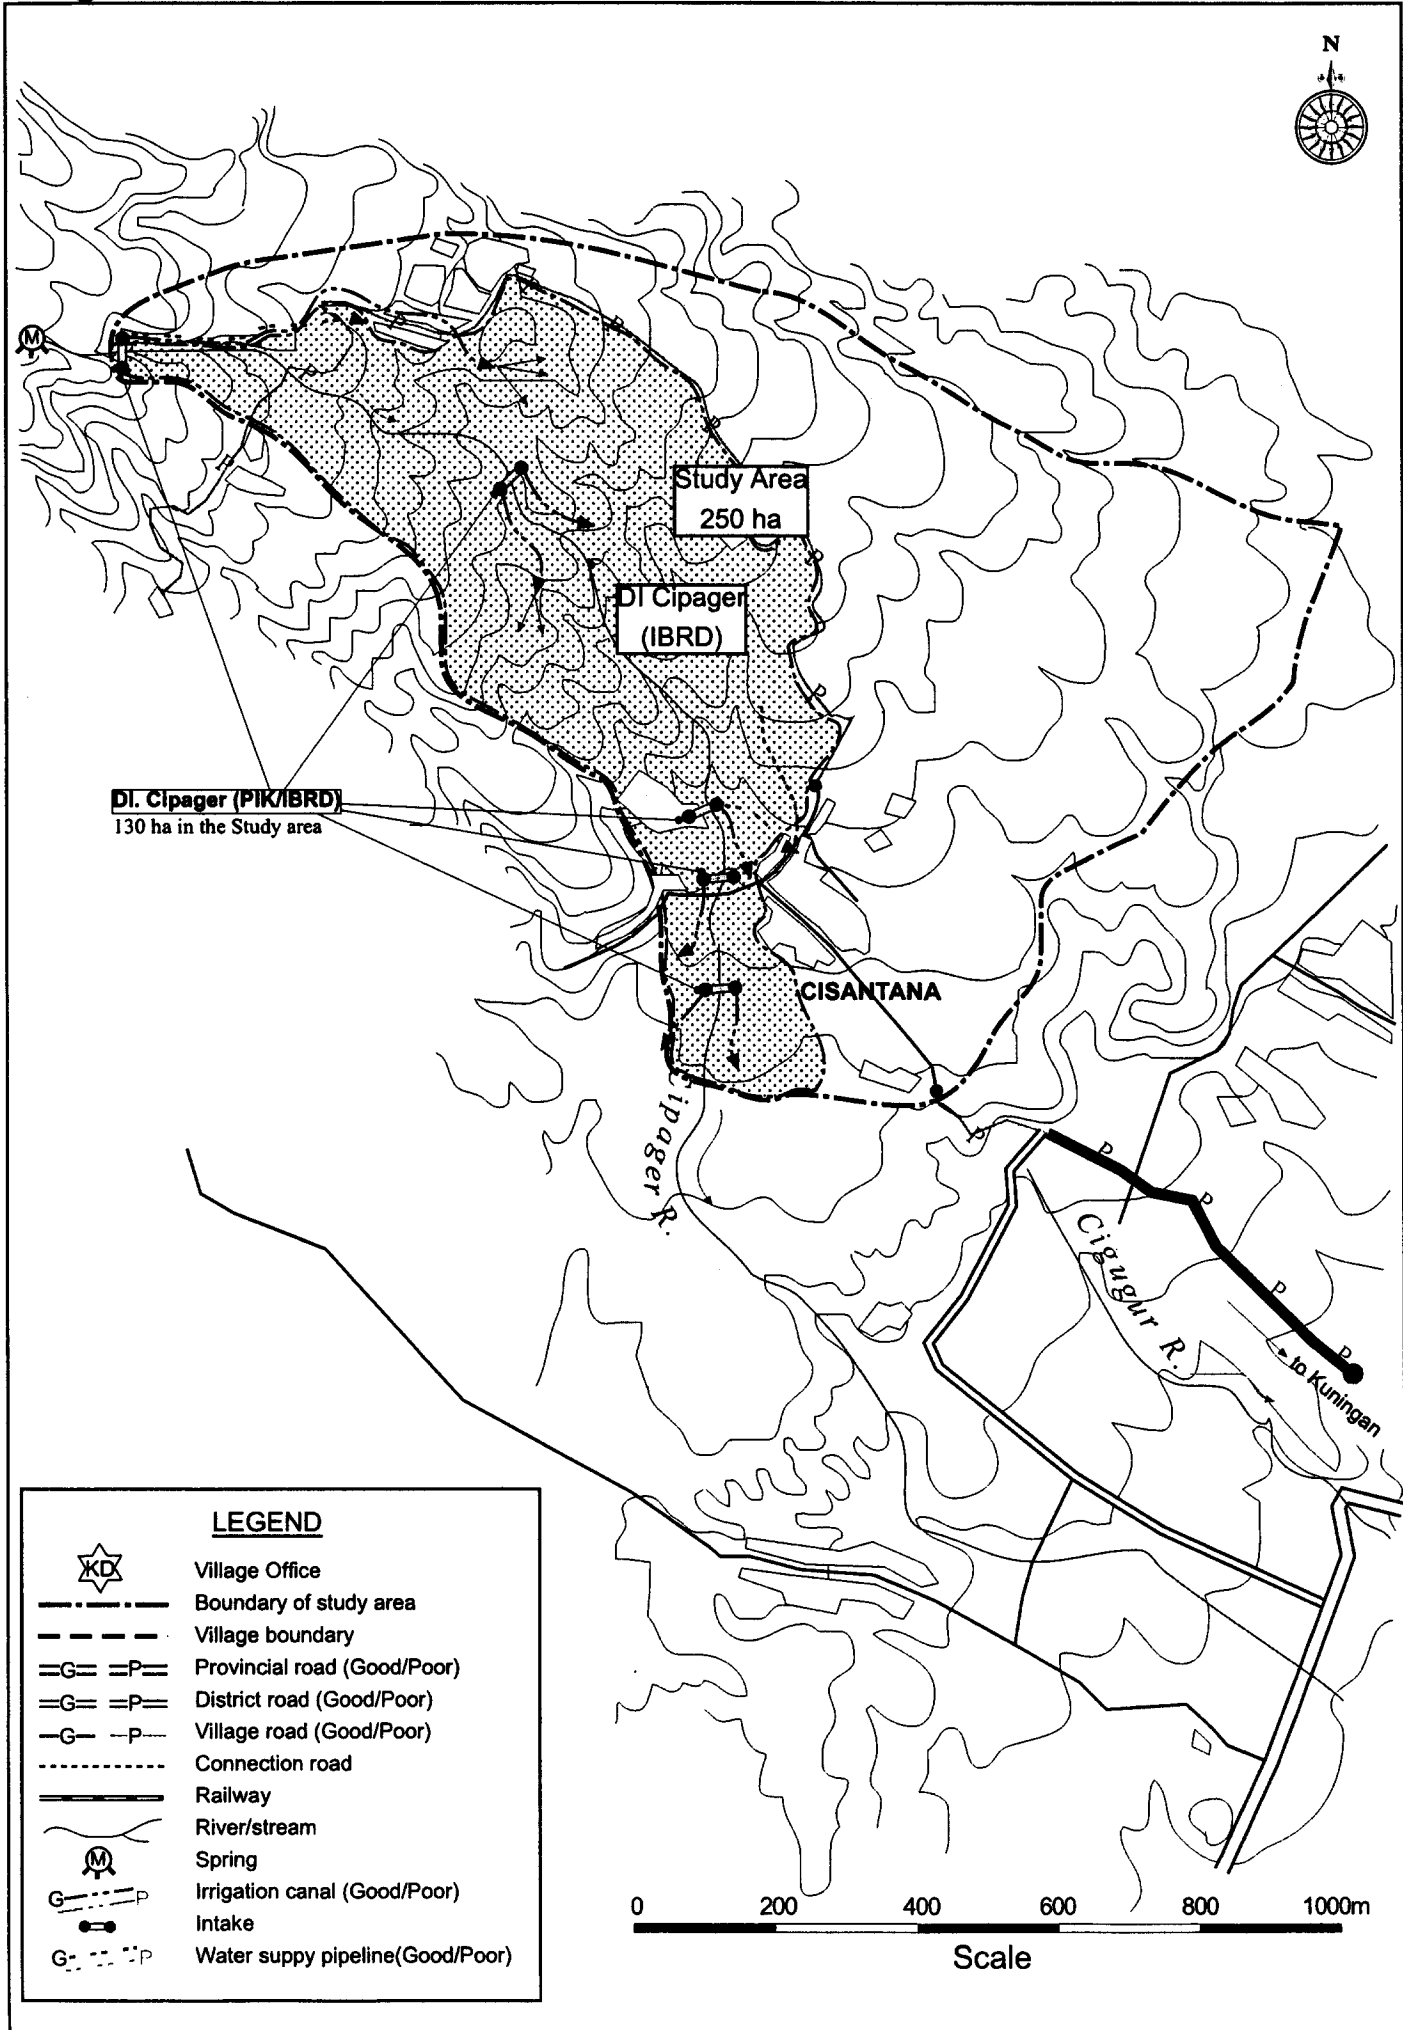 N
M
P
P
P
P
P
P
Study Area
250 ha
P
DI Cipager
(IBRD)
P
DI. Cipager (PIK/IBRD)
130 ha in the Study area
CISANTANA
Cipager R.
P
P
P
Cigugur R.
P
P
to Kuningan
LEGEND
KD Village Office
Boundary of study area
Village boundary
G P Provincial road (Good/Poor)
G P District road (Good/Poor)
G P Village road (Good/Poor)
Connection road
Railway
River/stream
M Spring
G P Irrigation canal (Good/Poor)
Intake
G P Water suppy pipeline(Good/Poor)
0 200 400 600 800 1000m
Scale